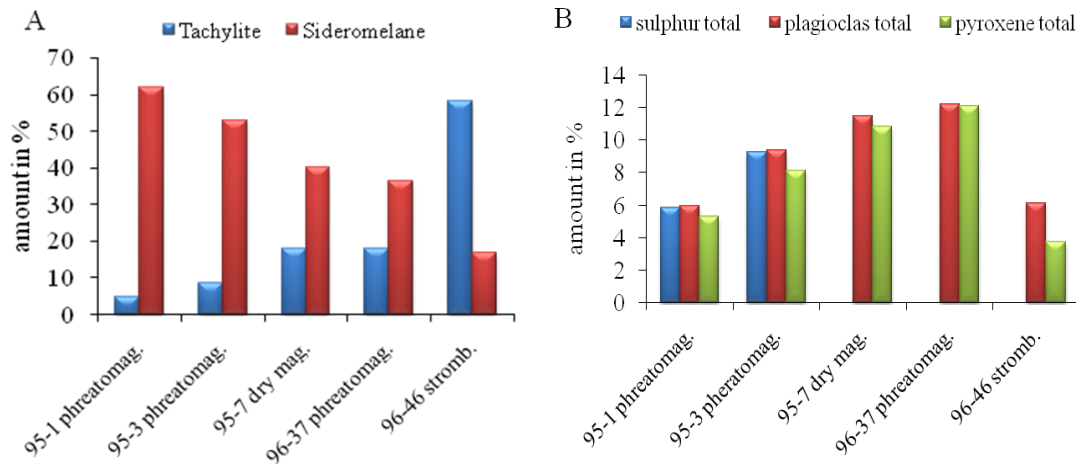 A
Tachylite Sideromelane
amount in %
70
60
50
40
30
20
10
0
95-1 phreatomag.
95-3 phreatomag.
95-7 dry mag.
96-37 phreatomag.
96-46 stromb.
B
sulphur total plagioclas total pyroxene total
amount in %
14
12
10
8
6
4
2
0
95-1 phreatomag.
95-3 pheratomag.
95-7 dry mag.
96-37 phreatomag.
96-46 stromb.